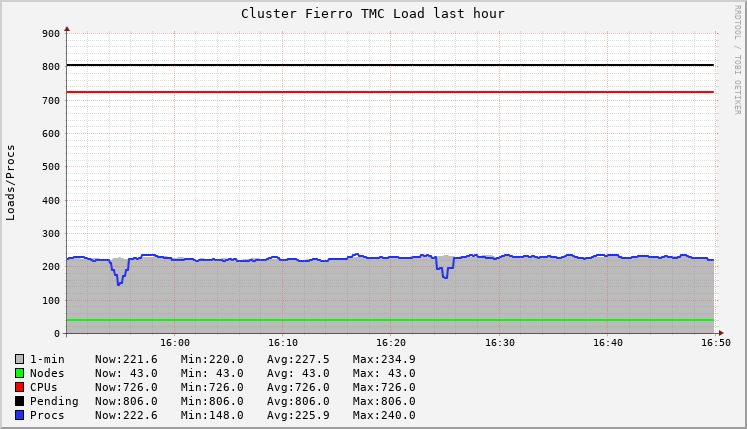 Cluster Fierro TMC Load last hour
RRDTOOL / TOBI OETIKER
Loads/Procs
900
800
700
600
500
400
300
200
100
0
16:00 16:10 16:20 16:30 16:40 16:50
1-min Now:221.6 Min:220.0 Avg:227.5 Max:234.9
Nodes Now: 43.0 Min: 43.0 Avg: 43.0 Max: 43.0
CPUs Now:726.0 Min:726.0 Avg:726.0 Max:726.0
Pending Now:806.0 Min:806.0 Avg:806.0 Max:806.0
Procs Now:222.6 Min:148.0 Avg:225.9 Max:240.0